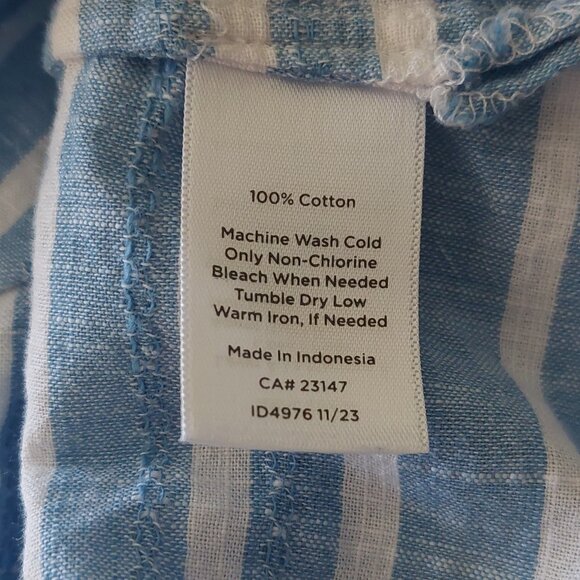 100% Cotton
Machine Wash Cold
Only Non-Chlorine
Bleach When Needed
Tumble Dry Low
Warm Iron, If Needed
Made In Indonesia
CA# 23147
ID4976 11/23